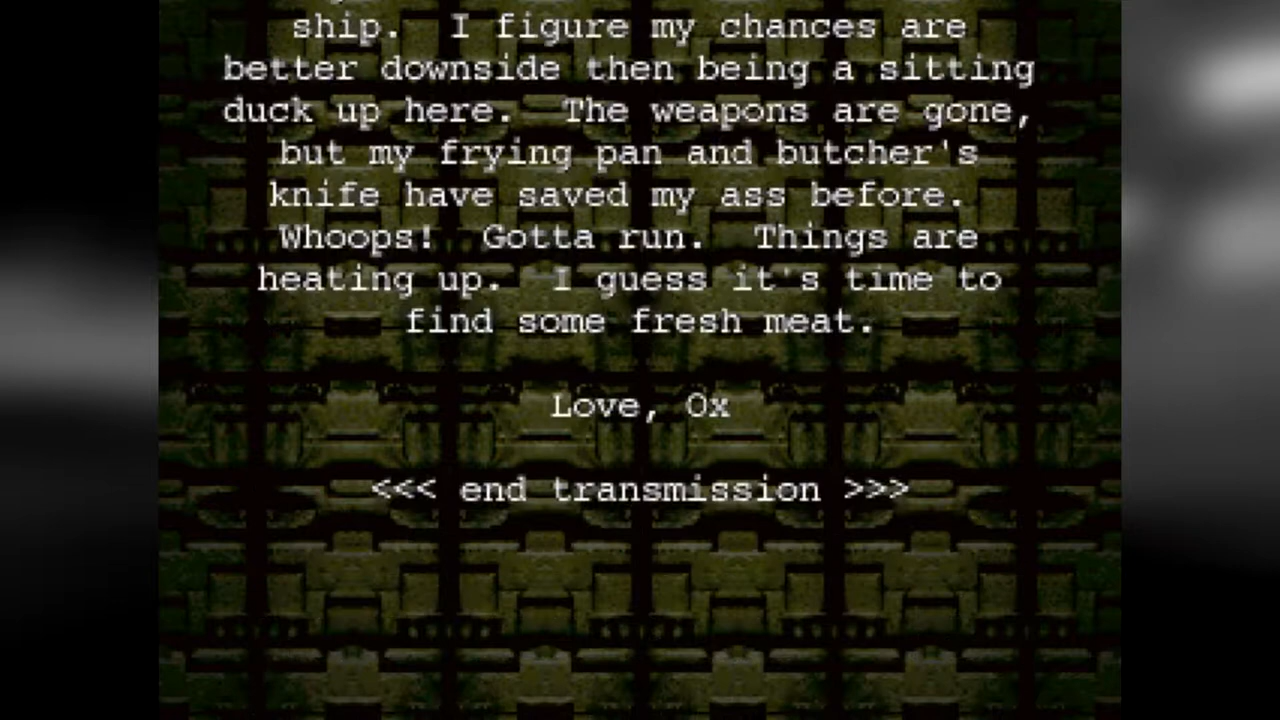 ship. I figure my chances are
better downside then being a sitting
duck up here. The weapons are gone,
but my frying pan and butcher's
knife have saved my ass before.
Whoops! Gotta run. Things are
heating up. I guess it's time to
find some fresh meat.
Love, Ox
<<< end transmission >>>